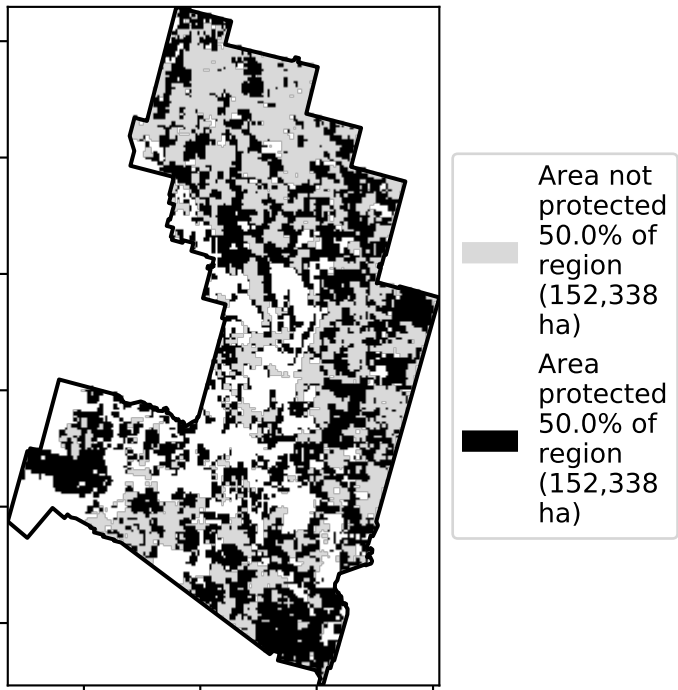 Area not
protected
50.0% of
region
(152,338
ha)
Area
protected
50.0% of
region
(152,338
ha)